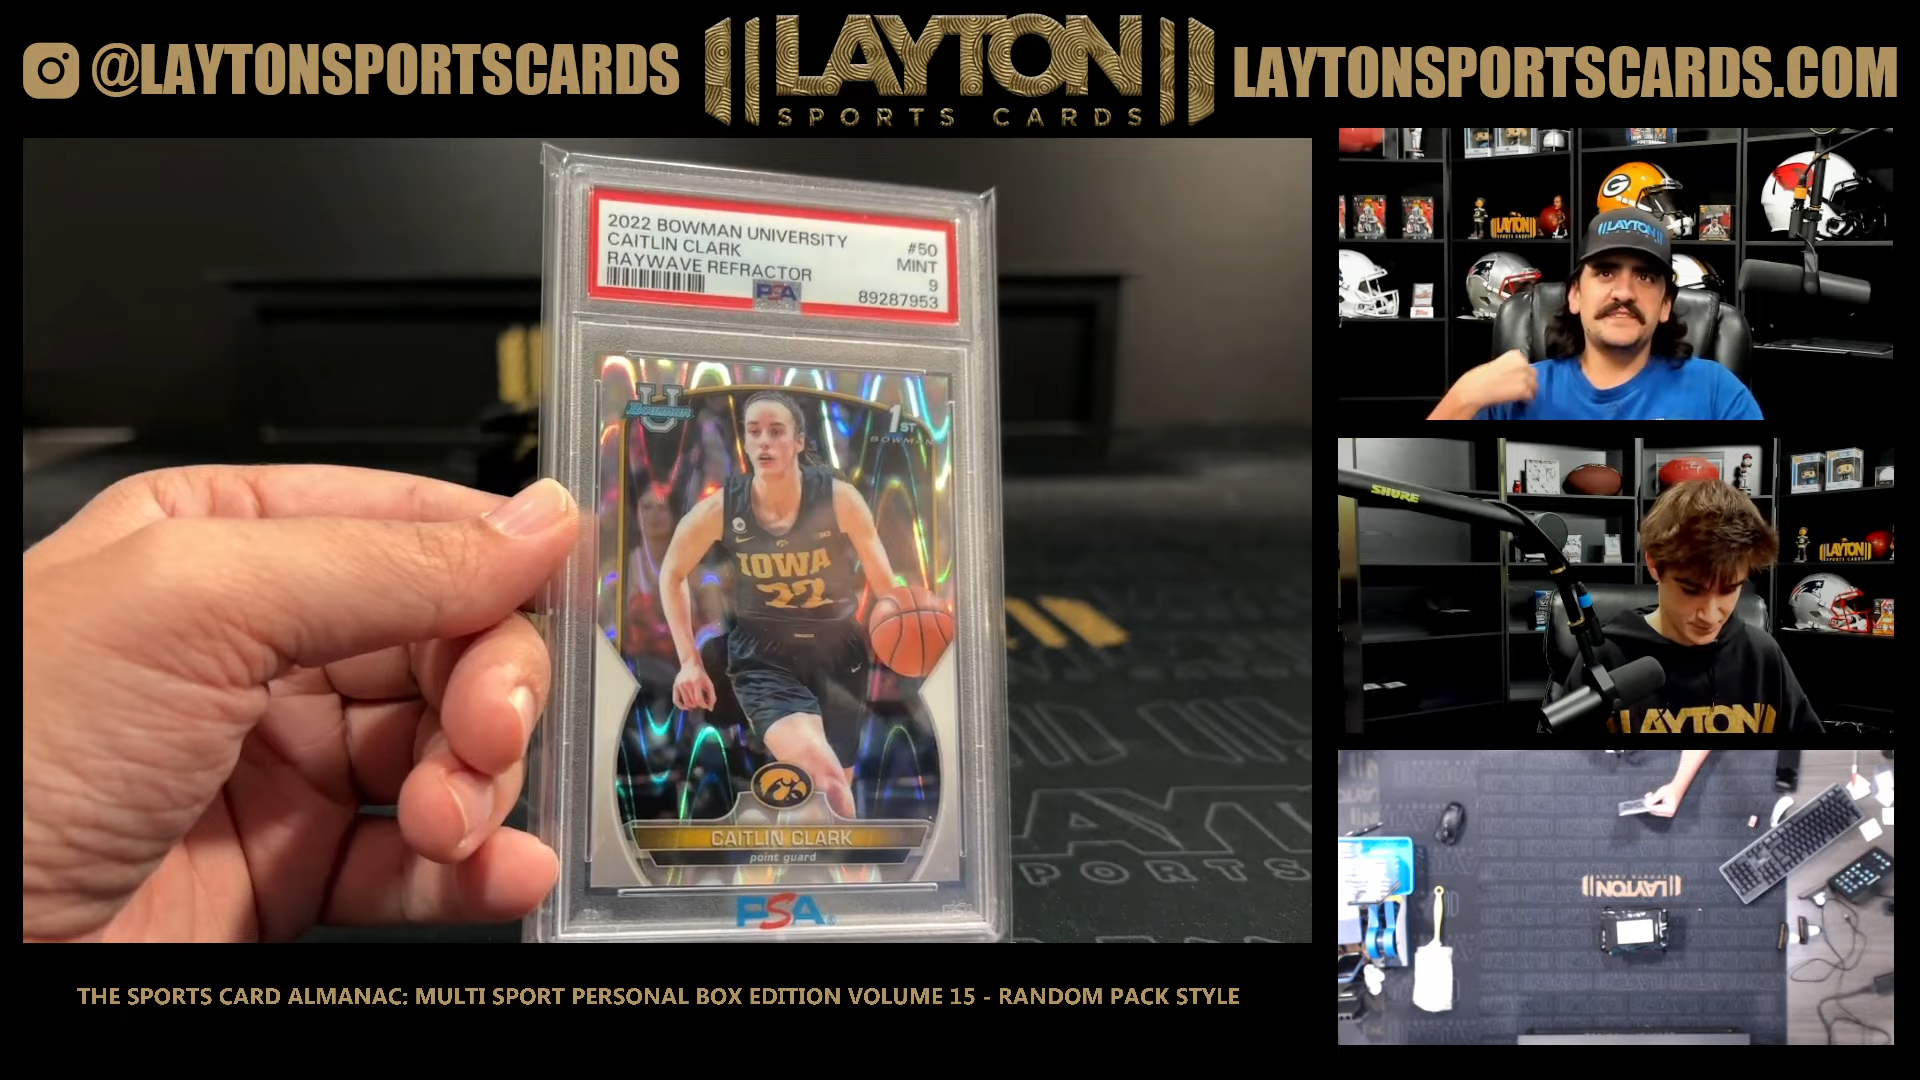 @LAYTONSPORTSCARDS
LAYTON
SPORTS CARDS
LAYTONSPORTSCARDS.COM
2022 BOWMAN UNIVERSITY
#50
CAITLIN CLARK
MINT
RAYWAVE REFRACTOR
9
PSA
89287953
U
Bowman
1ST
BOWMAN
IOWA
22
CAITLIN CLARK
point guard
PSA
LAYTON
LAYTON
SHURE
LAYTON
LAYTON
LAYTON
THE SPORTS CARD ALMANAC: MULTI SPORT PERSONAL BOX EDITION VOLUME 15 - RANDOM PACK STYLE